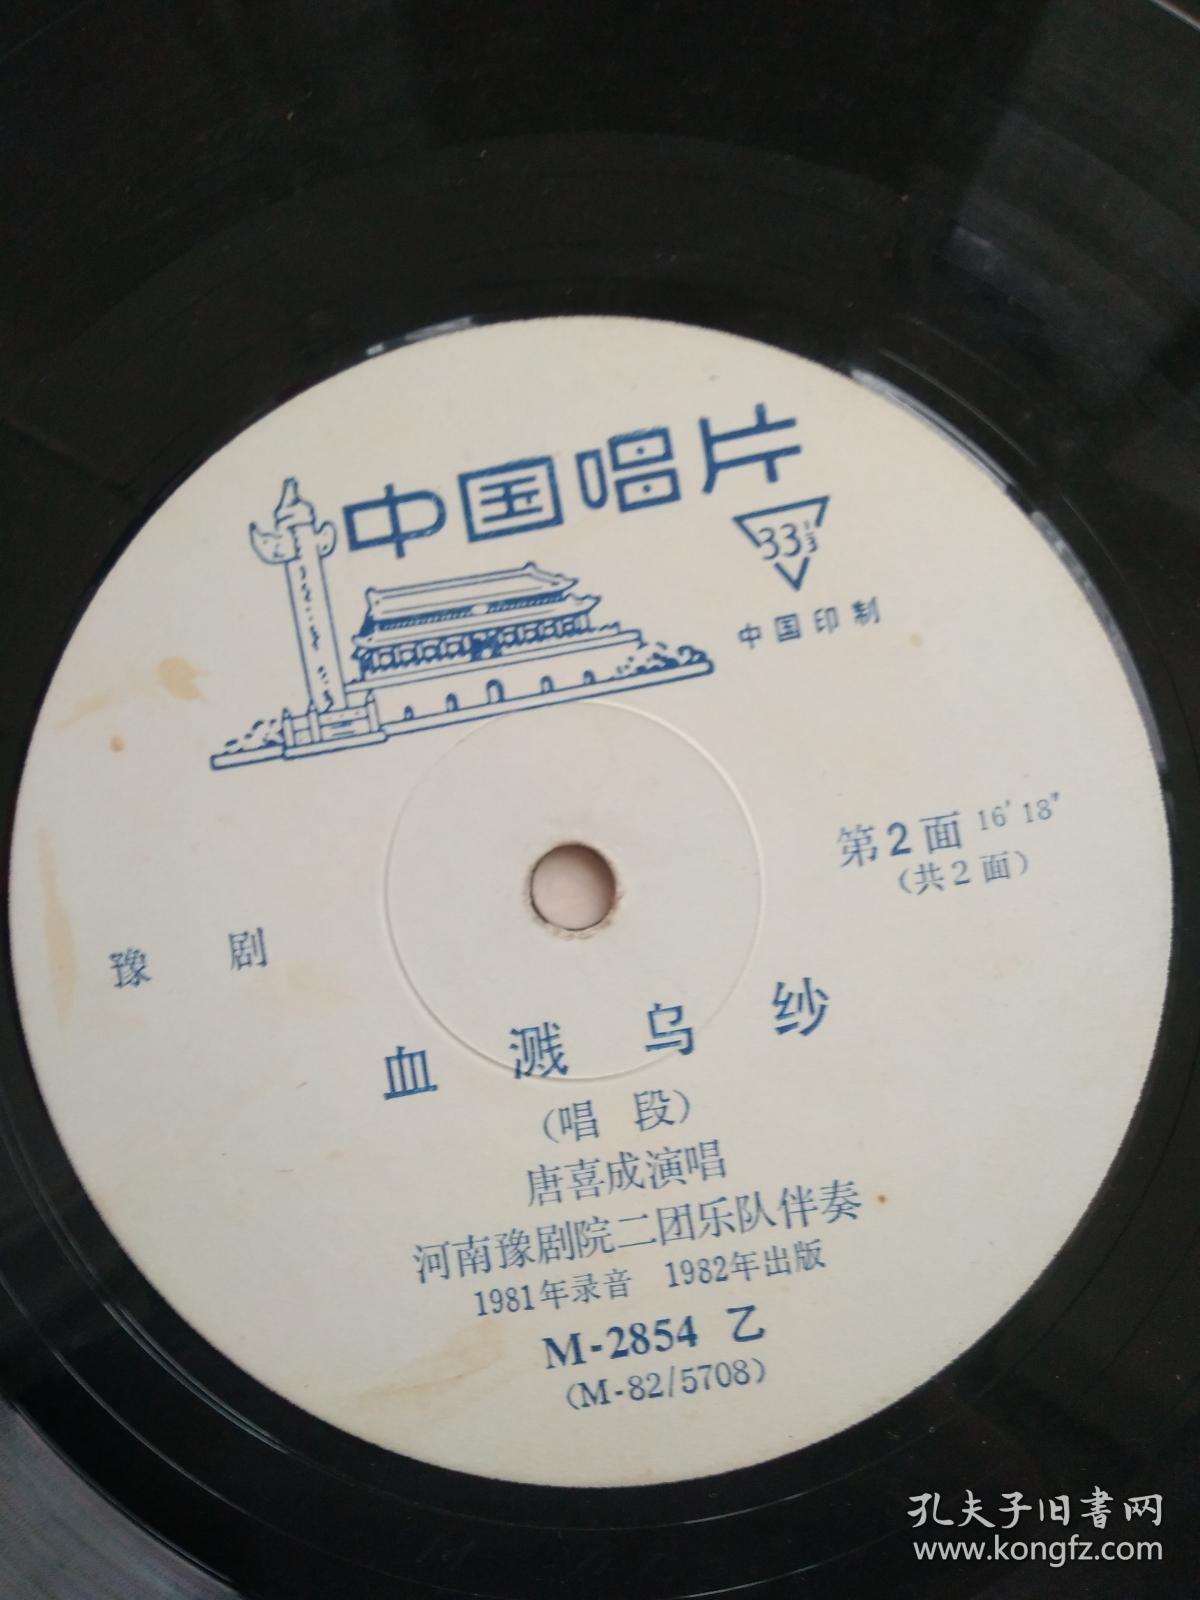 中国唱片
33⅓
中国印制
第2面 16′18″
(共2面)
豫剧
血溅乌纱
(唱段)
唐喜成演唱
河南豫剧院二团乐队伴奏
1981年录音 1982年出版
M-2854 乙
(M-82/5708)
孔夫子旧书网
www.kongfz.com